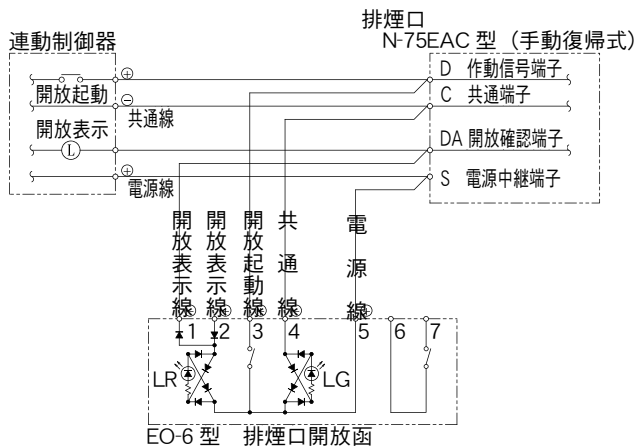 排煙口
連動制御器
N-75EAC 型（手動復帰式）
⊕
D 作動信号端子
開放起動
⊖
C 共通端子
共通線
開放表示
L
DA 開放確認端子
⊕
S 電源中継端子
電源線
開放表示線
開放表示線
開放起動線
共通線
電源線
⊕
⊕
⊕
⊕
⊕
1 2 3 4 5 6 7
LR
LG
EO-6 型 排煙口開放函